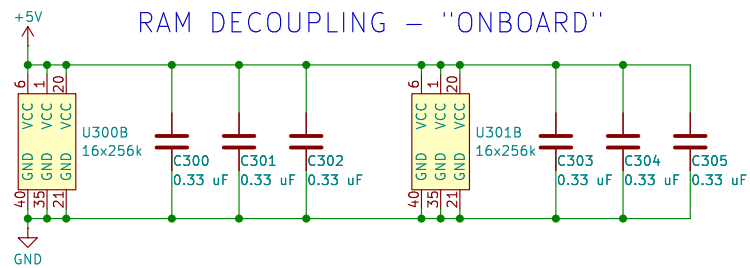 +5V
RAM DECOUPLING - "ONBOARD"
6 1 20
VCC VCC VCC
GND GND GND
40 35 21
U300B
16x256k
C300
0.33 uF
C301
0.33 uF
C302
0.33 uF
6 1 20
VCC VCC VCC
GND GND GND
40 35 21
U301B
16x256k
C303
0.33 uF
C304
0.33 uF
C305
0.33 uF
GND